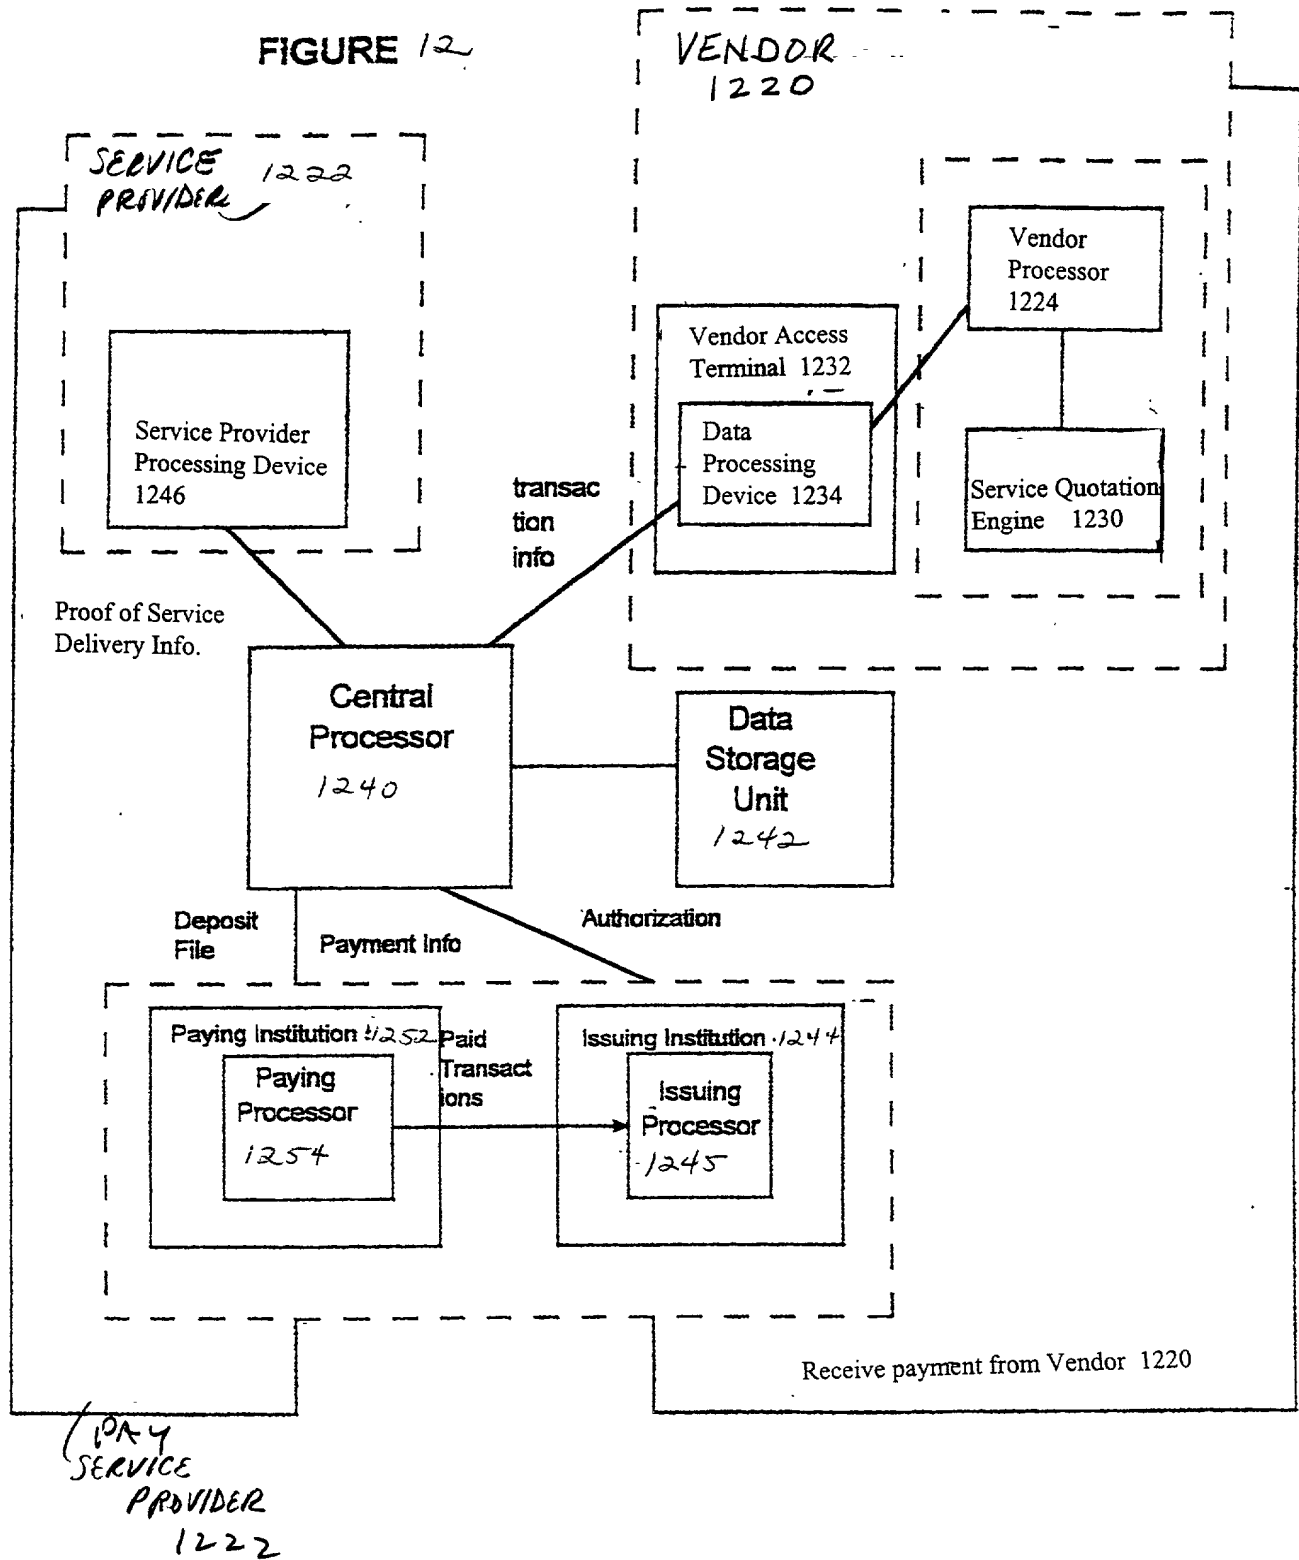 FIGURE 12
VENDOR
1220
SERVICE 1222
PROVIDER
Vendor
Processor
1224
Vendor Access
Terminal 1232
Service Provider
Processing Device
1246
Data
Processing
Device 1234
Service Quotation
Engine 1230
transac
tion
info
Proof of Service
Delivery Info.
Central
Processor
1240
Data
Storage
Unit
1242
Deposit
File
Payment Info
Authorization
Paying Institution 1252
Paid
Transact
ions
Issuing Institution 1244
Paying
Processor
1254
Issuing
Processor
1245
Receive payment from Vendor 1220
PAY
SERVICE
PROVIDER
1222